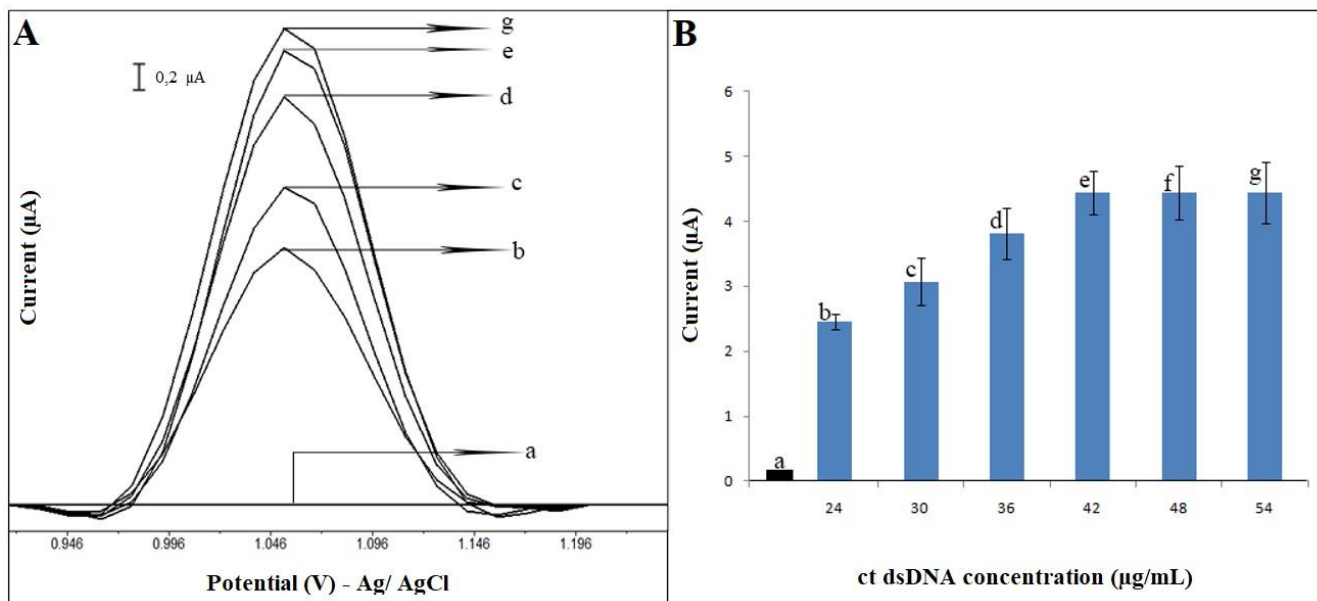 A
0,2 µA
g
e
d
c
b
a
Current (µA)
0.946 0.996 1.046 1.096 1.146 1.196
Potential (V) - Ag/ AgCl
B
6
5
4
3
2
1
0
Current (µA)
a
b
c
d
e
f
g
24 30 36 42 48 54
ct dsDNA concentration (µg/mL)